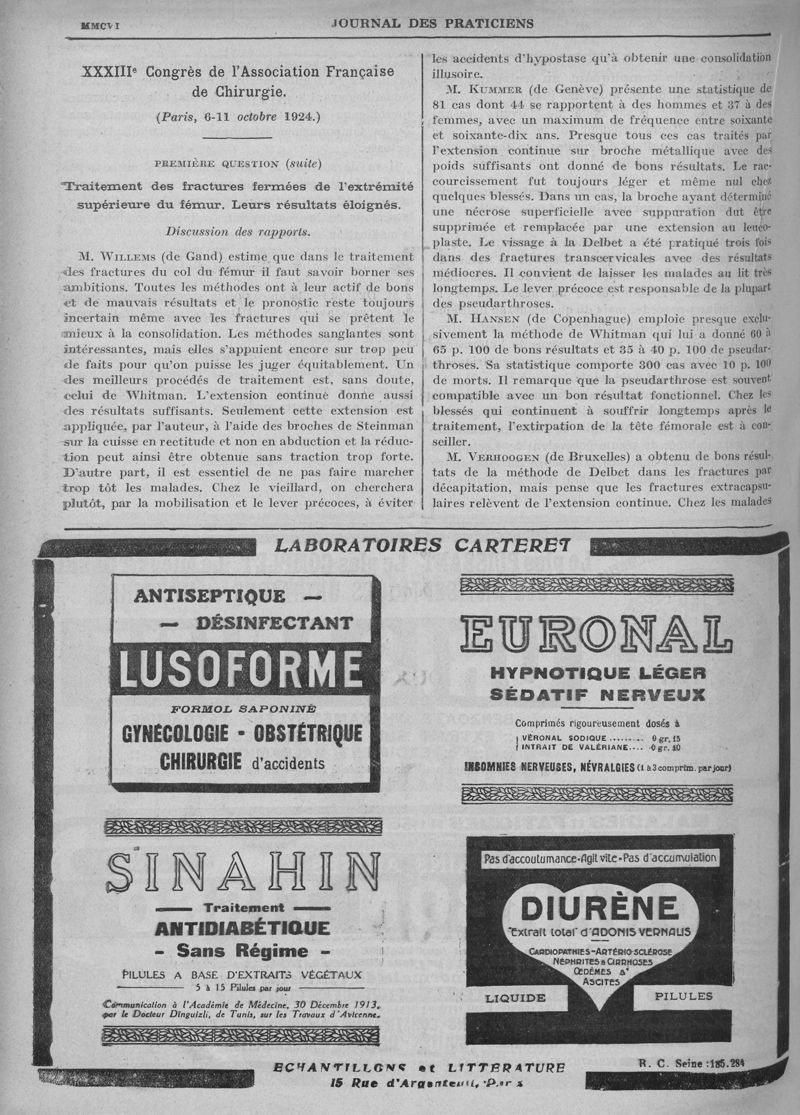 MMCVI
JOURNAL DES PRATICIENS
XXXIIIe Congrès de l'Association Française
de Chirurgie.
(Paris, 6-11 octobre 1924.)
PREMIÈRE QUESTION (suite)
Traitement des fractures fermées de l'extrémité
supérieure du fémur. Leurs résultats éloignés.
Discussion des rapports.
M. WILLEMS (de Gand) estime que dans le traitement
des fractures du col du fémur il faut savoir borner ses
ambitions. Toutes les méthodes ont à leur actif de bons
et de mauvais résultats et le pronostic reste toujours
incertain même avec les fractures qui se prêtent le
mieux à la consolidation. Les méthodes sanglantes sont
intéressantes, mais elles s'appuient encore sur trop peu
de faits pour qu'on puisse les juger équitablement. Un
des meilleurs procédés de traitement est, sans doute,
celui de Whitman. L'extension continue donne aussi
des résultats suffisants. Seulement cette extension est
appliquée, par l'auteur, à l'aide des broches de Steinman
sur la cuisse en rectitude et non en abduction et la réduc-
tion peut ainsi être obtenue sans traction trop forte.
D'autre part, il est essentiel de ne pas faire marcher
trop tôt les malades. Chez le vieillard, on cherchera
plutôt, par la mobilisation et le lever précoces, à éviter
les accidents d'hypostase qu'à obtenir une consolidation
illusoire.
M. KUMMER (de Genève) présente une statistique de
81 cas dont 44 se rapportent à des hommes et 37 à des
femmes, avec un maximum de fréquence entre soixante
et soixante-dix ans. Presque tous ces cas traités par
l'extension continue sur broche métallique avec des
poids suffisants ont donné de bons résultats. Le rac-
courcissement fut toujours léger et même nul chez
quelques blessés. Dans un cas, la broche ayant déterminé
une nécrose superficielle avec suppuration dut être
supprimée et remplacée par une extension au leuco-
plaste. Le vissage à la Delbet a été pratiqué trois fois
dans des fractures transcervicales avec des résultats
médiocres. Il convient de laisser les malades au lit très
longtemps. Le lever précoce est responsable de la plupart
des pseudarthroses.
M. HANSEN (de Copenhague) emploie presque exclu-
sivement la méthode de Whitman qui lui a donné 60 à
65 p. 100 de bons résultats et 35 à 40 p. 100 de pseudar-
throses. Sa statistique comporte 300 cas avec 10 p. 100
de morts. Il remarque que la pseudarthrose est souvent
compatible avec un bon résultat fonctionnel. Chez les
blessés qui continuent à souffrir longtemps après le
traitement, l'extirpation de la tête fémorale est à con-
seiller.
M. VERHOOGEN (de Bruxelles) a obtenu de bons résul-
tats de la méthode de Delbet dans les fractures par
décapitation, mais pense que les fractures extracapsu-
laires relèvent de l'extension continue. Chez les malades
LABORATOIRES CARTERET
ANTISEPTIQUE —
— DÉSINFECTANT
LUSOFORME
FORMOL SAPONINÉ
GYNÉCOLOGIE - OBSTÉTRIQUE
CHIRURGIE d'accidents
EURONAL
HYPNOTIQUE LÉGER
SÉDATIF NERVEUX
Comprimés rigoureusement dosés à
VÉRONAL SODIQUE ......... 0 gr. 15
INTRAIT DE VALÉRIANE.... 0 gr. 10
INSOMNIES NERVEUSES, NÉVRALGIES (1 à 3 comprim. par jour)
SINAHIN
Traitement
ANTIDIABÉTIQUE
- Sans Régime -
PILULES A BASE D'EXTRAITS VÉGÉTAUX
5 à 15 Pilules par jour
Communication à l'Académie de Médecine, 30 Décembre 1913,
par le Docteur Dinguizli, de Tunis, sur les Travaux d'Avicenne.
Pas d'accoutumance-Agit vite-Pas d'accumulation
DIURÈNE
"Extrait total" d'ADONIS VERNALIS
CARDIOPATHIES-ARTÉRIO-SCLÉROSE
NÉPHRITES & CIRRHOSES
ŒDÈMES &
ASCITES
LIQUIDE
PILULES
ECHANTILLONS et LITTÉRATURE
15 Rue d'Argenteuil,
R. C. Seine : 185.284